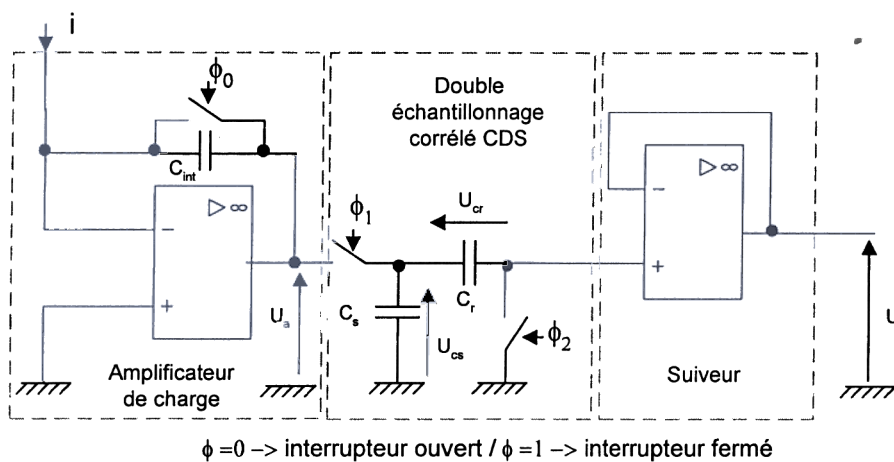 i
ϕ0
Cint
▷ ∞
−
+
Ua
Amplificateur
de charge
Double
échantillonnage
corrélé CDS
ϕ1
Ucr
Cr
Cs
Ucs
ϕ2
▷ ∞
−
+
Suiveur
U
ϕ =0 −> interrupteur ouvert / ϕ =1 −> interrupteur fermé